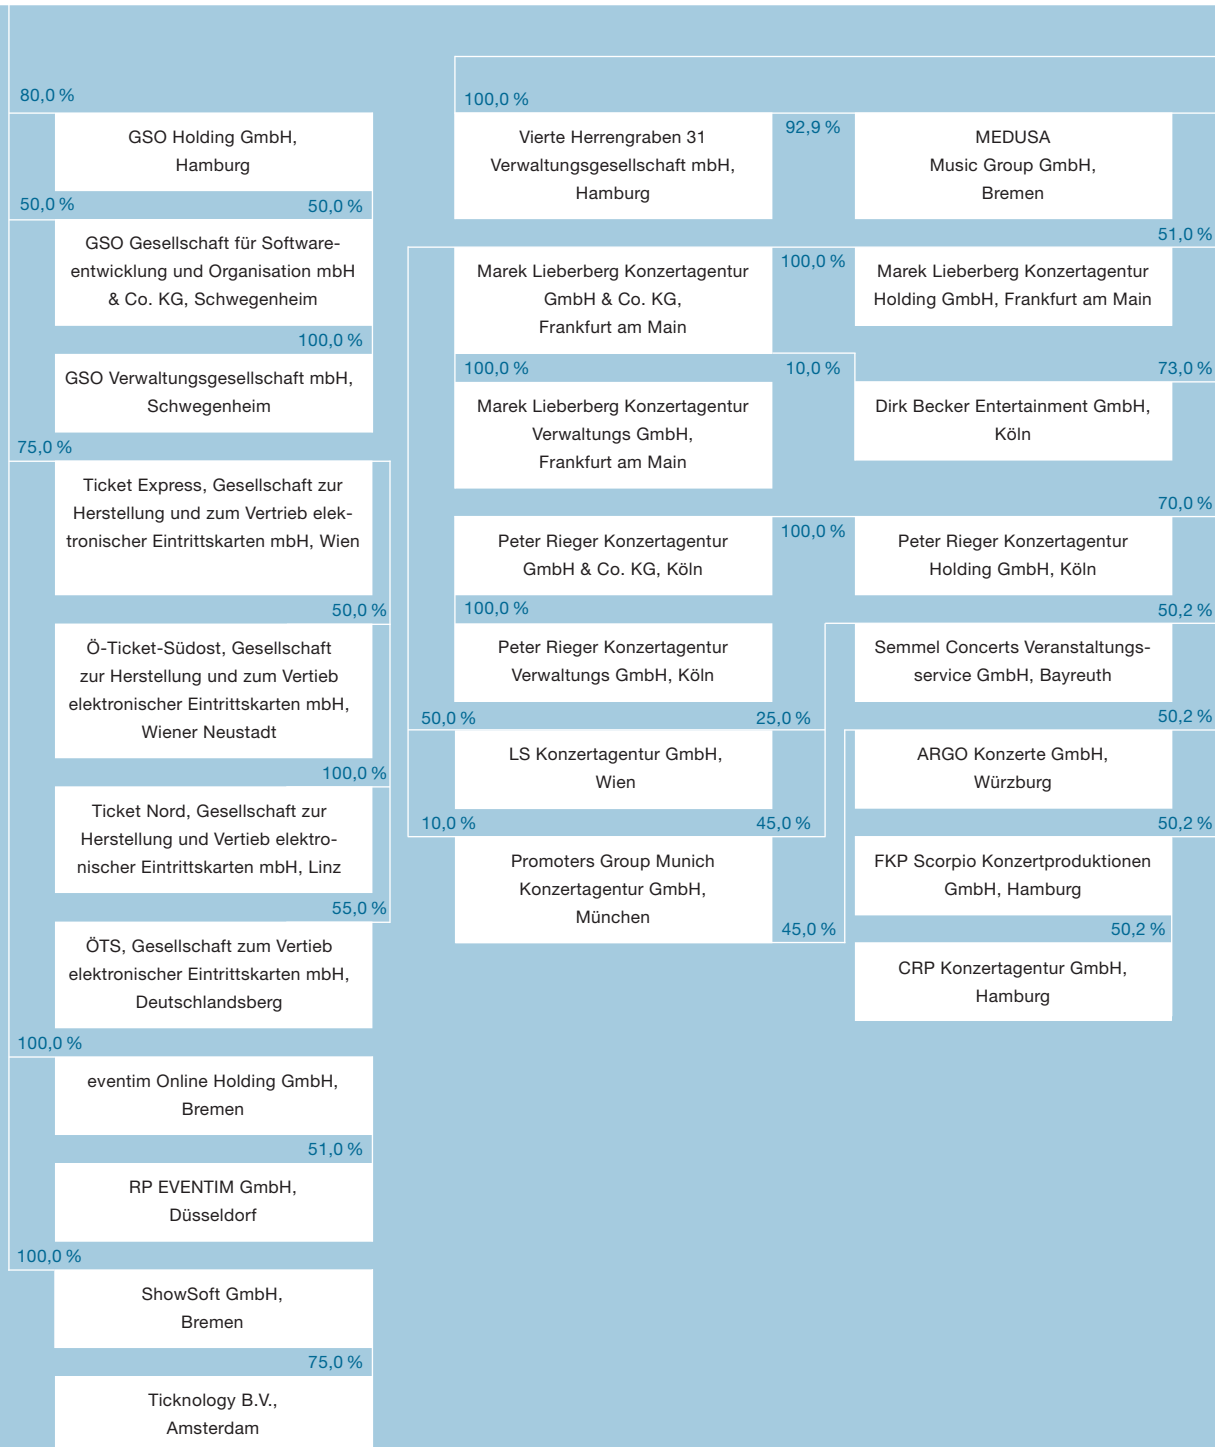 80,0 %
GSO Holding GmbH,
Hamburg
50,0 %
50,0 %
GSO Gesellschaft für Software-
entwicklung und Organisation mbH
& Co. KG, Schwegenheim
100,0 %
GSO Verwaltungsgesellschaft mbH,
Schwegenheim
75,0 %
Ticket Express, Gesellschaft zur
Herstellung und zum Vertrieb elek-
tronischer Eintrittskarten mbH, Wien
50,0 %
Ö-Ticket-Südost, Gesellschaft
zur Herstellung und zum Vertieb
elektronischer Eintrittskarten mbH,
Wiener Neustadt
100,0 %
Ticket Nord, Gesellschaft zur
Herstellung und Vertieb elektro-
nischer Eintrittskarten mbH, Linz
55,0 %
ÖTS, Gesellschaft zum Vertieb
elektronischer Eintrittskarten mbH,
Deutschlandsberg
100,0 %
eventim Online Holding GmbH,
Bremen
51,0 %
RP EVENTIM GmbH,
Düsseldorf
100,0 %
ShowSoft GmbH,
Bremen
75,0 %
Ticknology B.V.,
Amsterdam
100,0 %
Vierte Herrengraben 31
Verwaltungsgesellschaft mbH,
Hamburg
92,9 %
Marek Lieberberg Konzertagentur
GmbH & Co. KG,
Frankfurt am Main
100,0 %
100,0 %
10,0 %
Marek Lieberberg Konzertagentur
Verwaltungs GmbH,
Frankfurt am Main
Peter Rieger Konzertagentur
GmbH & Co. KG, Köln
100,0 %
100,0 %
Peter Rieger Konzertagentur
Verwaltungs GmbH, Köln
50,0 %
25,0 %
LS Konzertagentur GmbH,
Wien
10,0 %
45,0 %
Promoters Group Munich
Konzertagentur GmbH,
München
45,0 %
MEDUSA
Music Group GmbH,
Bremen
51,0 %
Marek Lieberberg Konzertagentur
Holding GmbH, Frankfurt am Main
73,0 %
Dirk Becker Entertainment GmbH,
Köln
70,0 %
Peter Rieger Konzertagentur
Holding GmbH, Köln
50,2 %
Semmel Concerts Veranstaltungs-
service GmbH, Bayreuth
50,2 %
ARGO Konzerte GmbH,
Würzburg
50,2 %
FKP Scorpio Konzertproduktionen
GmbH, Hamburg
50,2 %
CRP Konzertagentur GmbH,
Hamburg